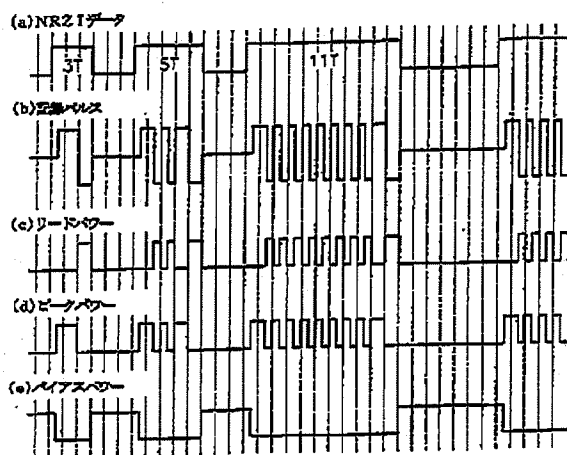 (a)NRZIデータ
3T 5T 11T
(b)記録パルス
(c)リードパワー
(d)ピークパワー
(e)バイアスパワー